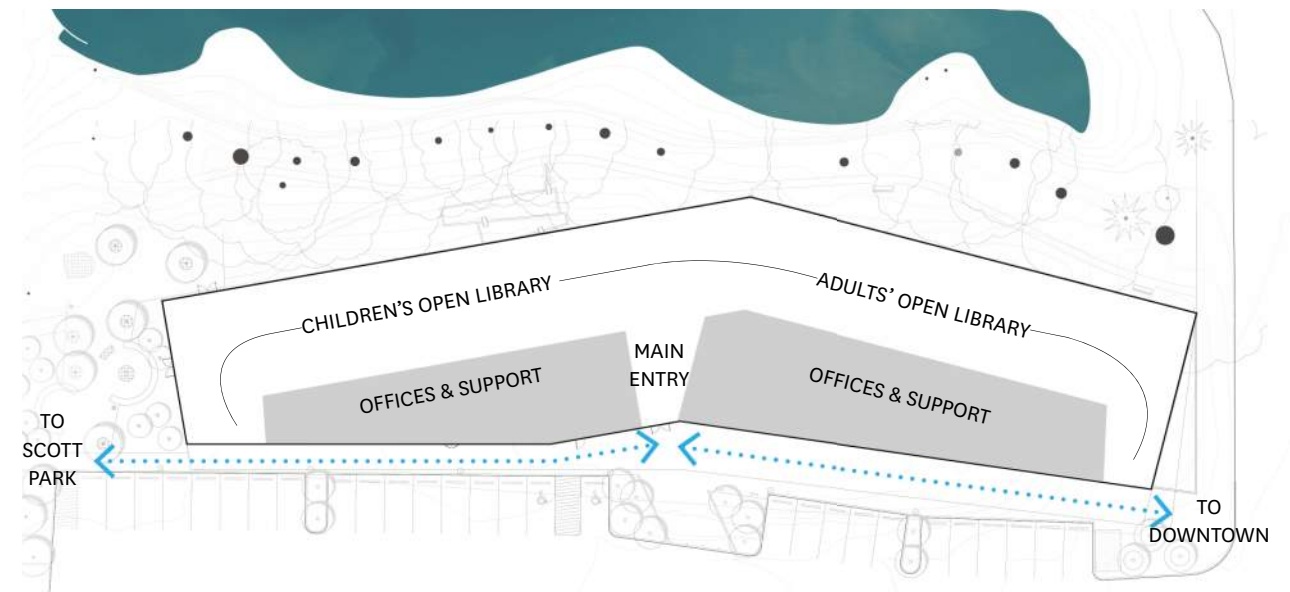 CHILDREN'S OPEN LIBRARY
ADULTS' OPEN LIBRARY
OFFICES & SUPPORT
MAIN
ENTRY
OFFICES & SUPPORT
TO
SCOTT
PARK
TO
DOWNTOWN